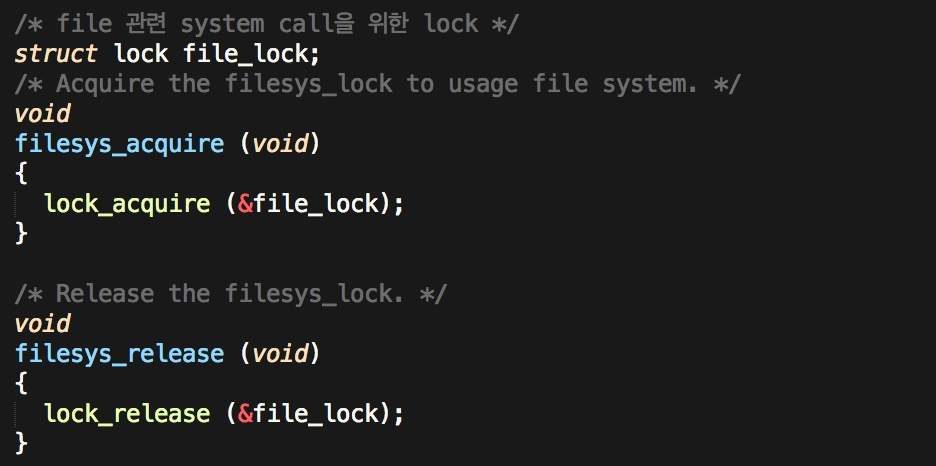 /* file 관련 system call을 위한 lock */
struct lock file_lock;
/* Acquire the filesys_lock to usage file system. */
void
filesys_acquire (void)
{
  lock_acquire (&file_lock);
}

/* Release the filesys_lock. */
void
filesys_release (void)
{
  lock_release (&file_lock);
}